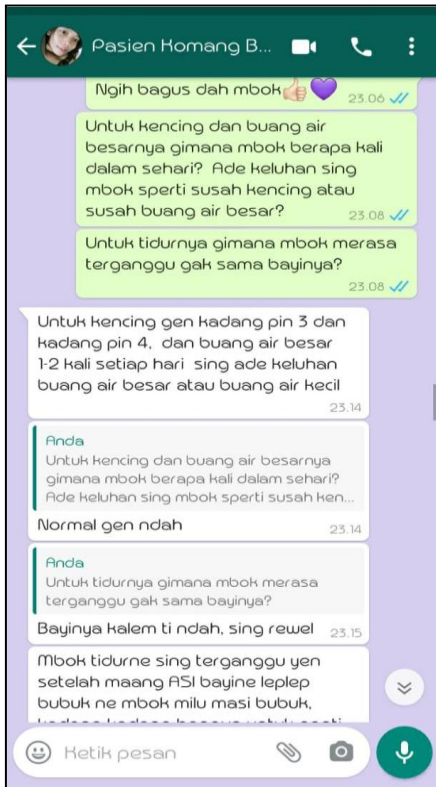 Pasien Komang B...
Ngih bagus dah mbok👍🏻💜
23.06
Untuk kencing dan buang air
besarnya gimana mbok berapa kali
dalam sehari? Ade keluhan sing
mbok sperti susah kencing atau
susah buang air besar?
23.08
Untuk tidurnya gimana mbok merasa
terganggu gak sama bayinya?
23.08
Untuk kencing gen kadang pin 3 dan
kadang pin 4, dan buang air besar
1-2 kali setiap hari sing ade keluhan
buang air besar atau buang air kecil
23.14
Anda
Untuk kencing dan buang air besarnya
gimana mbok berapa kali dalam sehari?
Ade keluhan sing mbok sperti susah ken...
Normal gen ndah
23.14
Anda
Untuk tidurnya gimana mbok merasa
terganggu gak sama bayinya?
Bayinya kalem ti ndah, sing rewel
23.15
Mbok tidurne sing terganggu yen
setelah maang ASI bayine leplep
bubuk ne mbok milu masi bubuk,
Ketik pesan